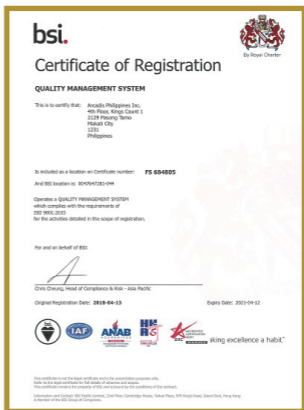 bsi.
By Royal Charter
Certificate of Registration
QUALITY MANAGEMENT SYSTEM
This is to certify that:
Arcadis Philippines Inc.
4th Floor, Kings Court 1
2129 Pasong Tamo
Makati City
1231
Philippines
Is included as a location on Certificate number:
FS 684805
And BSI location is:
Operates a QUALITY MANAGEMENT SYSTEM
which complies with the requirements of
ISO 9001:2015
for the activities detailed in the scope of registration.
For and on behalf of BSI:
Chris Cheung, Head of Compliance & Risk - Asia Pacific
Original Registration Date: 2018-04-13
Expiry Date: 2021-04-12
bsi.
IAF
ANAB
ACCREDITED
...making excellence a habit."